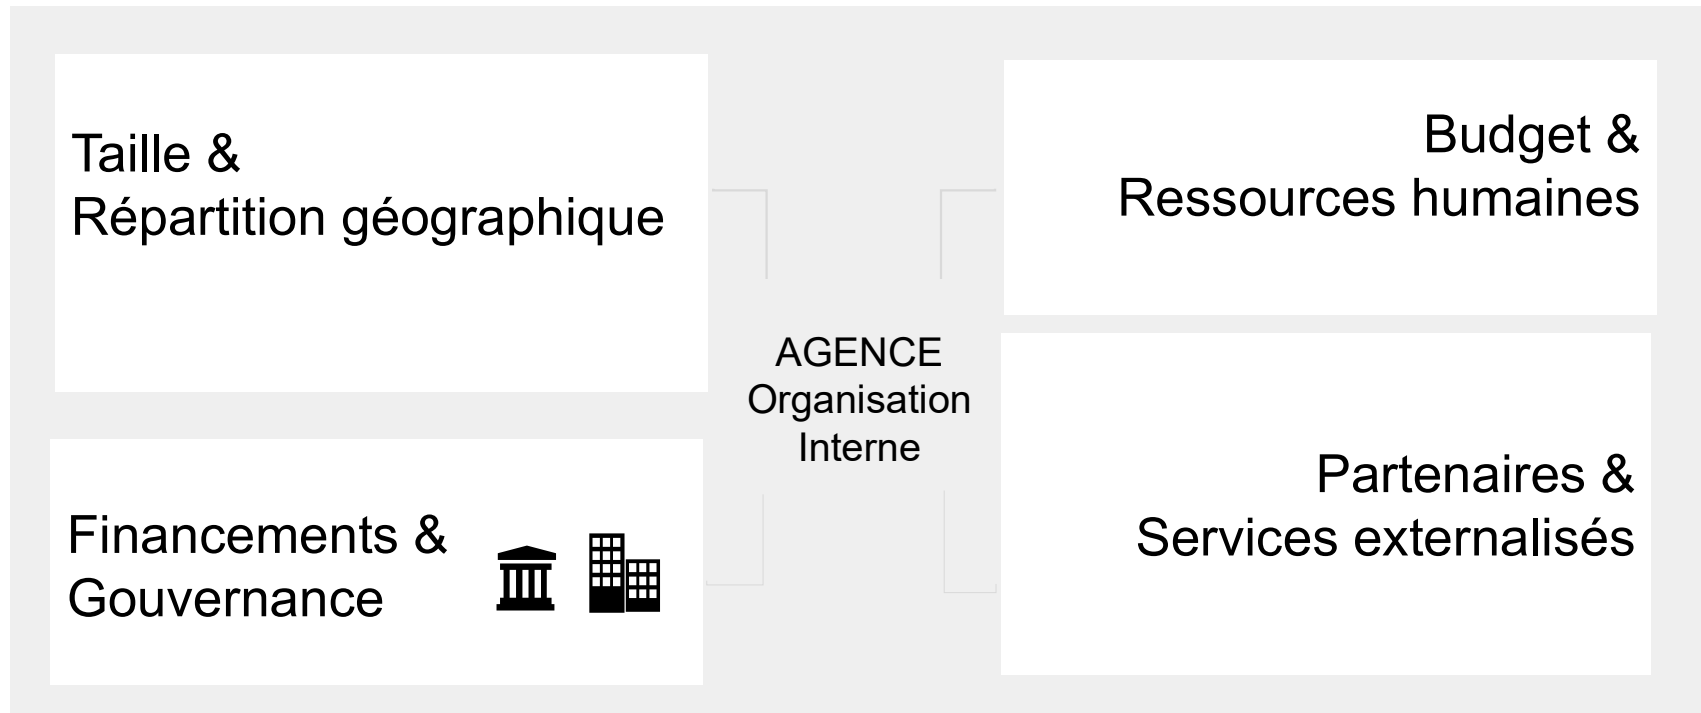 Taille &
Répartition géographique
Budget &
Ressources humaines
AGENCE
Organisation
Interne
Financements &
Gouvernance
Partenaires &
Services externalisés